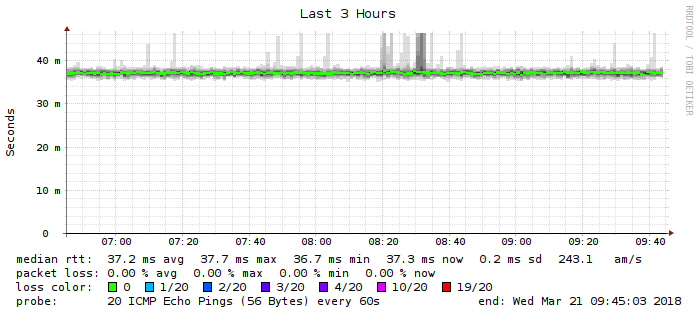 Last 3 Hours
RRDTOOL / TOBI OETIKER
Seconds
40 m
30 m
20 m
10 m
0
07:00 07:20 07:40 08:00 08:20 08:40 09:00 09:20 09:40
median rtt: 37.2 ms avg 37.7 ms max 36.7 ms min 37.3 ms now 0.2 ms sd 243.1 am/s
packet loss: 0.00 % avg 0.00 % max 0.00 % min 0.00 % now
loss color: 0 1/20 2/20 3/20 4/20 10/20 19/20
probe: 20 ICMP Echo Pings (56 Bytes) every 60s end: Wed Mar 21 09:45:03 2018